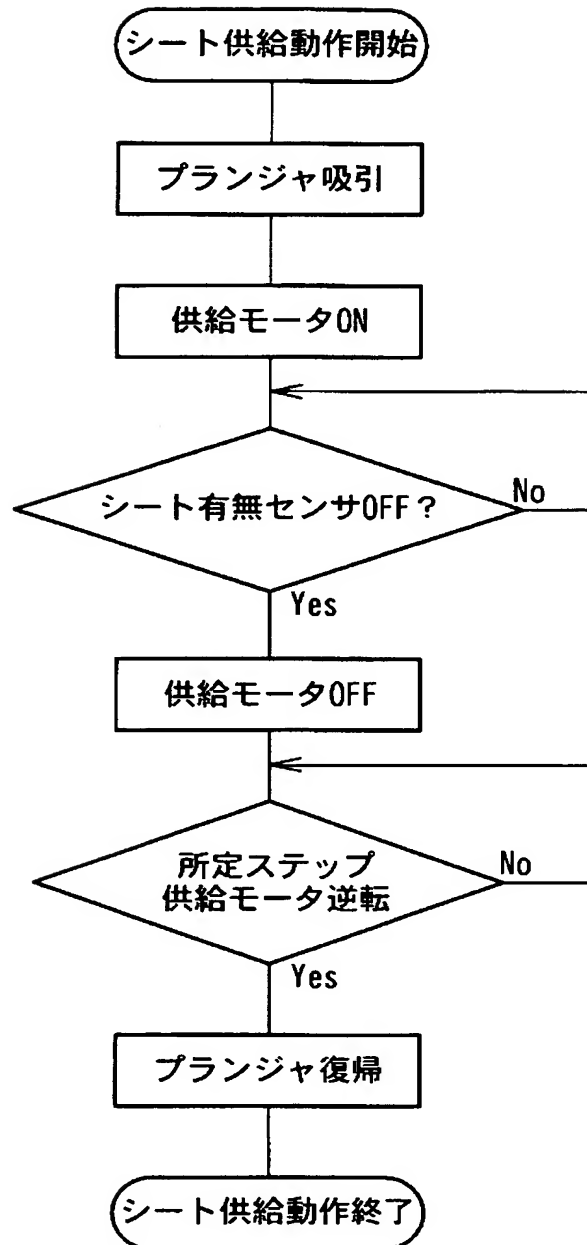 シート供給動作開始
プランジャ吸引
供給モータON
シート有無センサOFF?
No
Yes
供給モータOFF
所定ステップ
供給モータ逆転
No
Yes
プランジャ復帰
シート供給動作終了